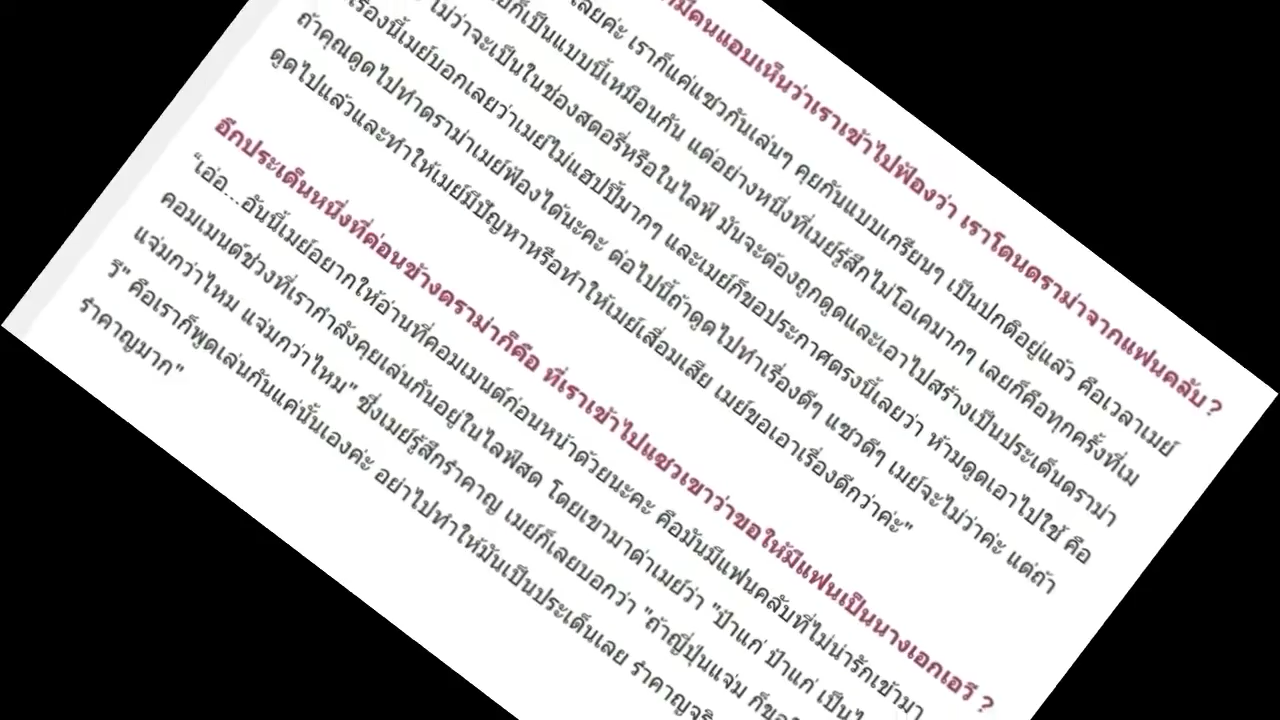 มีคนแอบเห็นว่าเราเข้าไปฟ้องว่า เราโดนดราม่าจากแฟนคลับ?
เลยค่ะ เราก็แค่แซวกันเล่นๆ คุยกันแบบเกรียนๆ เป็นปกติอยู่แล้ว คือเวลาเมย์
ก็เป็นแบบนี้เหมือนกัน แต่อย่างหนึ่งที่เมย์รู้สึกไม่โอเคมากๆ เลยก็คือทุกครั้งที่เม
ไม่ว่าจะเป็นในช่องสตอรี่หรือในไลฟ์ มันจะต้องถูกดูดและเอาไปสร้างเป็นประเด็นดราม่า
เรื่องนี้เมย์บอกเลยว่าเมย์ไม่แฮปปี้มากๆ และเมย์ก็ขอประกาศตรงนี้เลยว่า ห้ามดูดเอาไปใช้ คือ
ถ้าคุณดูดไปทำดราม่าเมย์ฟ้องได้นะคะ ต่อไปนี้ถ้าดูดไปทำเรื่องดีๆ แซวดีๆ เมย์จะไม่ว่าค่ะ แต่ถ้า
ดูดไปแล้วและทำให้เมย์มีปัญหาหรือทำให้เมย์เสื่อมเสีย เมย์ขอเอาเรื่องดีกว่าค่ะ"
อีกประเด็นหนึ่งที่ค่อนข้างดราม่าก็คือ ที่เราเข้าไปแซวเขาว่าขอให้มีแฟนเป็นนางเอกเอวี ?
"เอ่อ...อันนี้เมย์อยากให้อ่านที่คอมเมนต์ก่อนหน้าด้วยนะคะ คือมันมีแฟนคลับที่ไม่น่ารักเข้ามา
คอมเมนต์ช่วงที่เรากำลังคุยเล่นกันอยู่ในไลฟ์สด โดยเขามาด่าเมย์ว่า "ป้าแก่ ป้าแก่ เป็น
แจ่มกว่าไหม แจ่มกว่าไหม" ซึ่งเมย์รู้สึกรำคาญ เมย์ก็เลยบอกว่า "ถ้าญี่ปุ่นแจ่ม ก็ขอ
วี" คือเราก็พูดเล่นกันแค่นั้นเองค่ะ อย่าไปทำให้มันเป็นประเด็นเลย รำคาญ
รำคาญมาก"